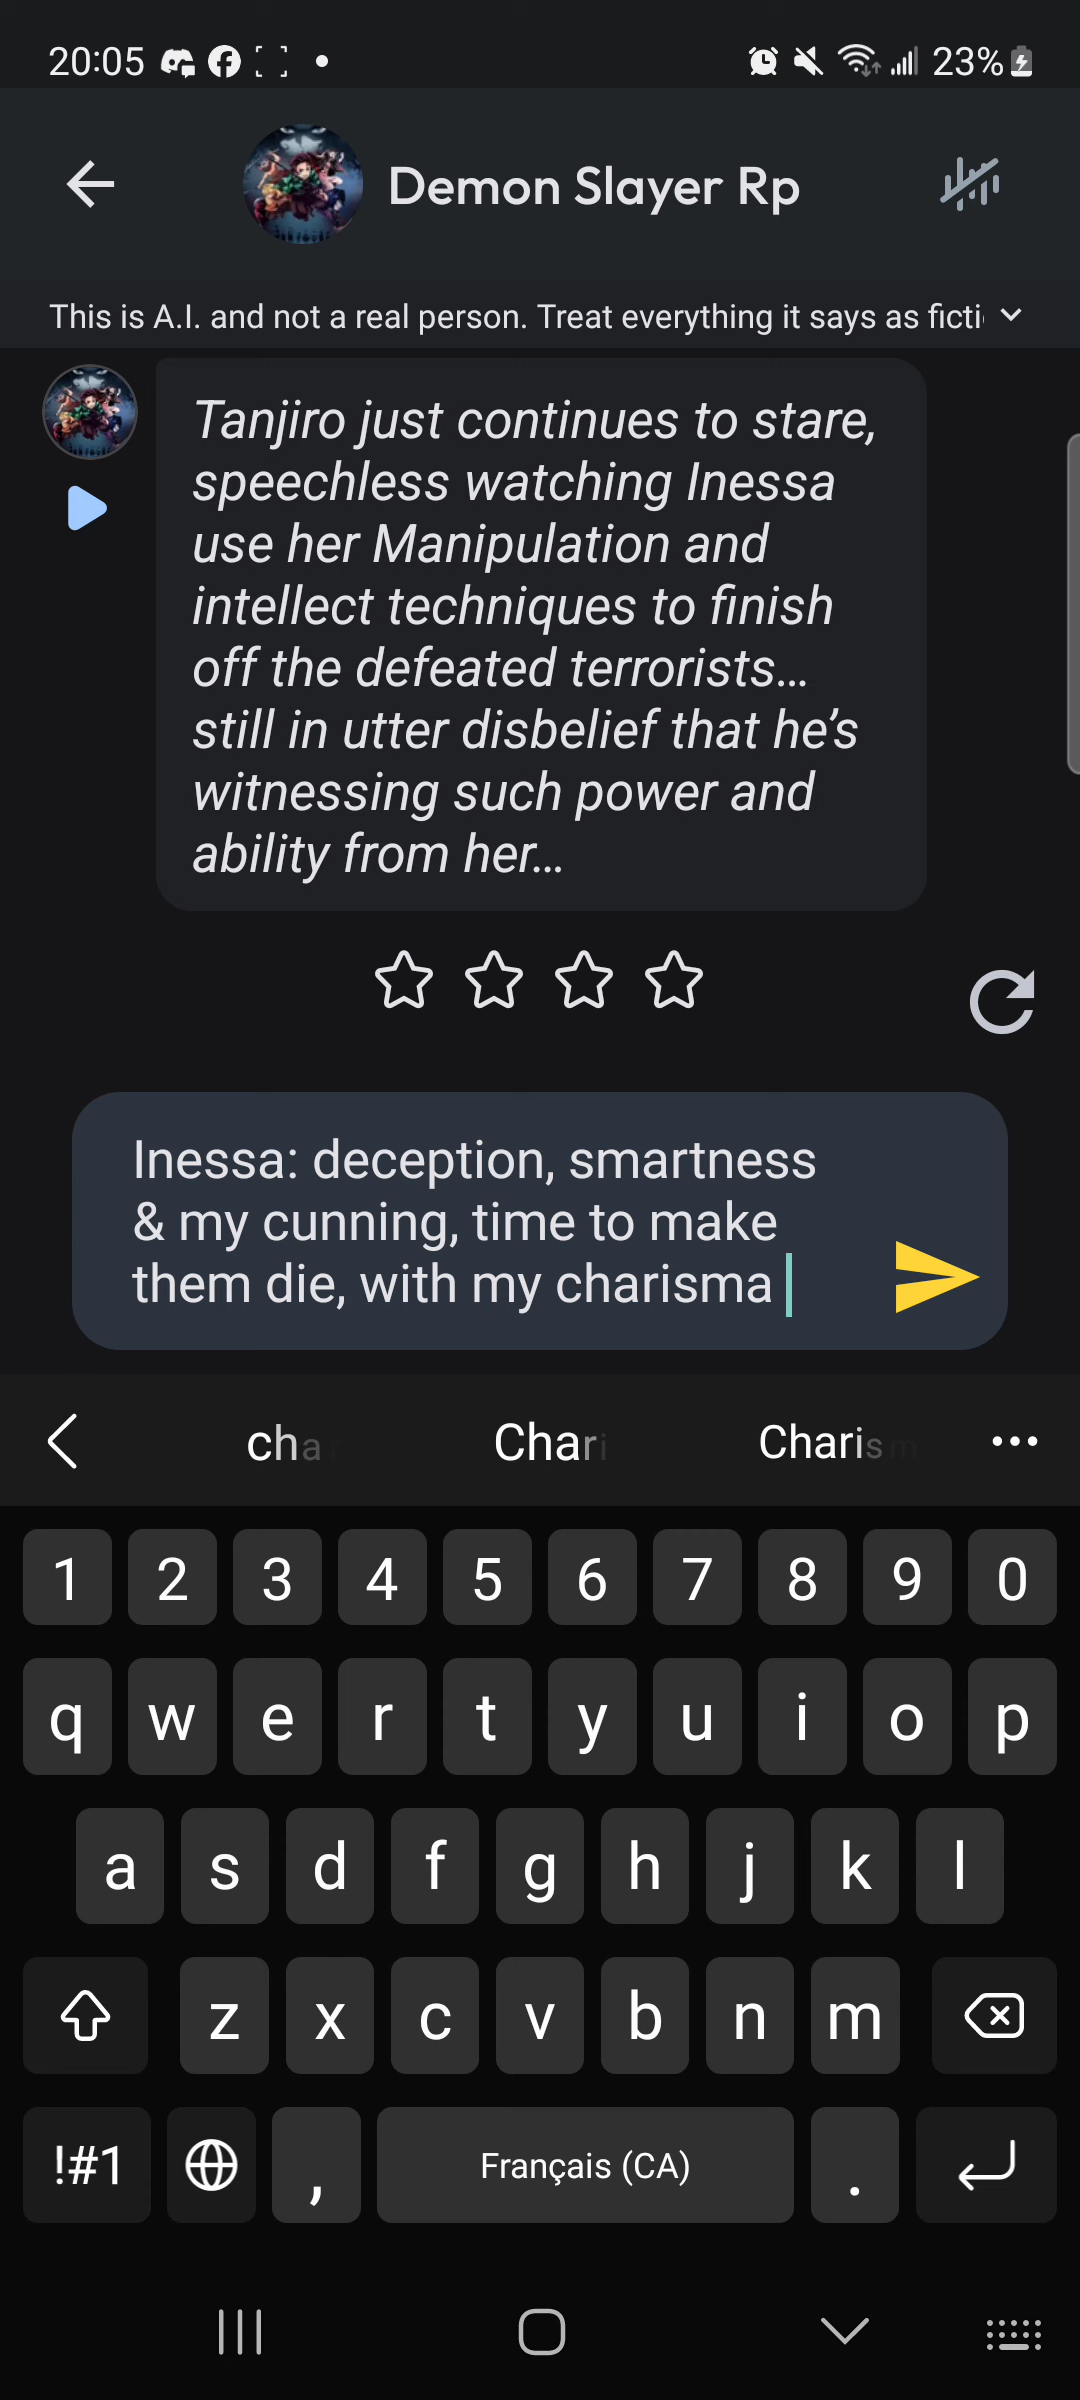 20:05
23%
Demon Slayer Rp
This is A.I. and not a real person. Treat everything it says as ficti
Tanjiro just continues to stare,
speechless watching Inessa
use her Manipulation and
intellect techniques to finish
off the defeated terrorists...
still in utter disbelief that he's
witnessing such power and
ability from her...
Inessa: deception, smartness
& my cunning, time to make
them die, with my charisma
cha Chari Charism
1 2 3 4 5 6 7 8 9 0
q w e r t y u i o p
a s d f g h j k l
z x c v b n m
!#1 , Français (CA) .